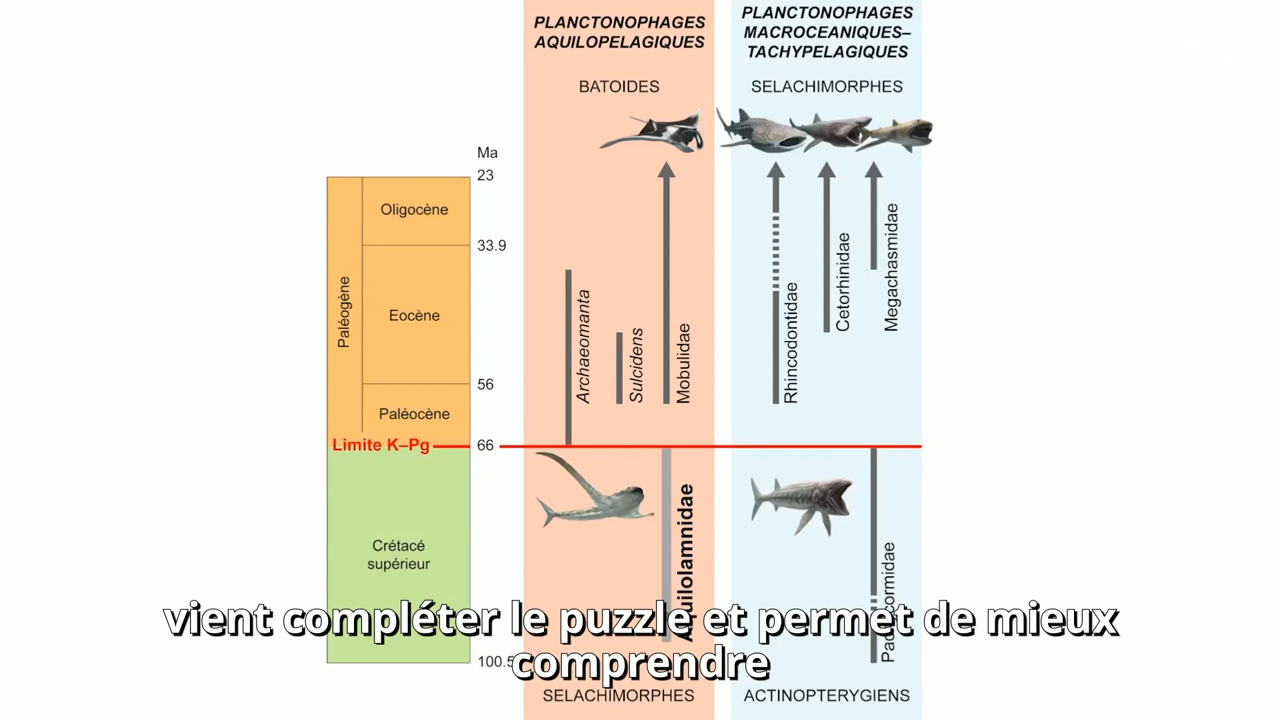 PLANCTONOPHAGES
AQUILOPELAGIQUES
BATOIDES
PLANCTONOPHAGES
MACROCEANIQUES–
TACHYPELAGIQUES
SELACHIMORPHES
Ma
23
33.9
56
66
100.5
Paléogène
Oligocène
Eocène
Paléocène
Limite K–Pg
Crétacé
supérieur
Archaeomanta
Sulcidens
Mobulidae
Rhincodontidae
Cetorhinidae
Megachasmidae
Aquilolamnidae
SELACHIMORPHES
ACTINOPTERYGIENS
vient compléter le puzzle et permet de mieux
comprendre